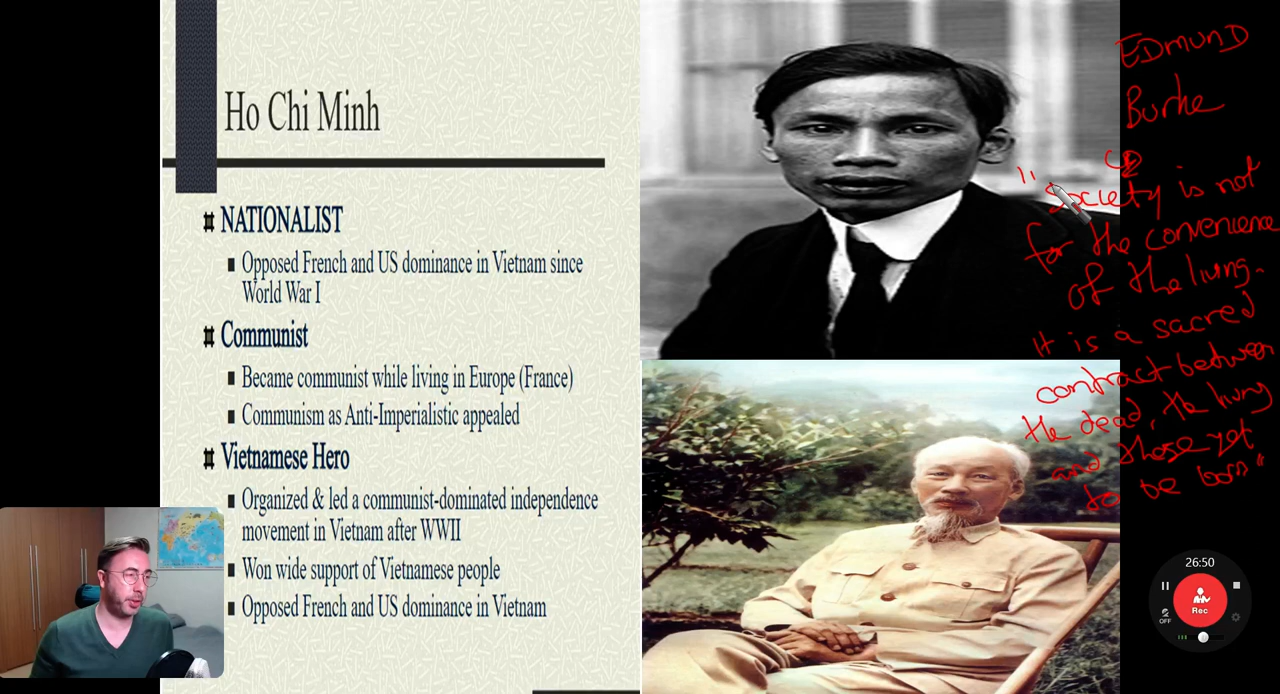 Ho Chi Minh
NATIONALIST
Opposed French and US dominance in Vietnam since
World War I
Communist
Became communist while living in Europe (France)
Communism as Anti-Imperialistic appealed
Vietnamese Hero
Organized & led a communist-dominated independence
movement in Vietnam after WWII
Won wide support of Vietnamese people
Opposed French and US dominance in Vietnam
EDMUND
Burke
"Society is not
for the convenience
of the living.
It is a sacred
contract between
the dead, the living
and those yet
to be born"
26:50
Rec
OFF